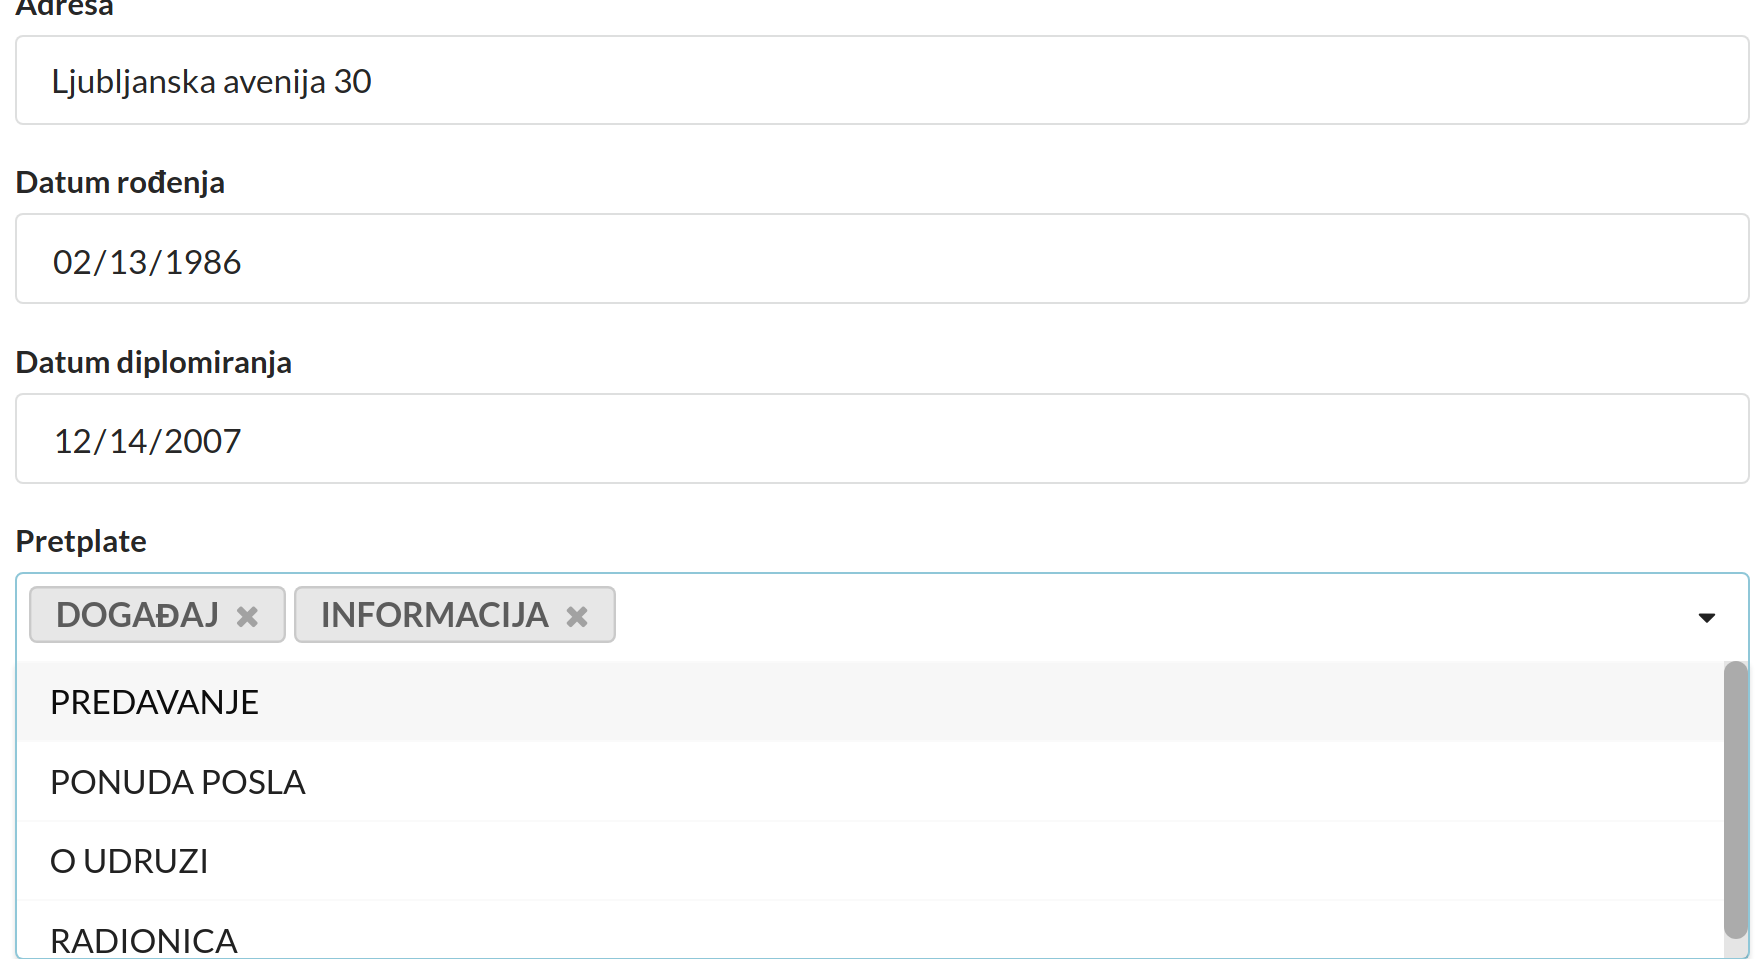 Adresa
Ljubljanska avenija 30
Datum rođenja
02/13/1986
Datum diplomiranja
12/14/2007
Pretplate
DOGAĐAJ INFORMACIJA
PREDAVANJE
PONUDA POSLA
O UDRUZI
RADIONICA